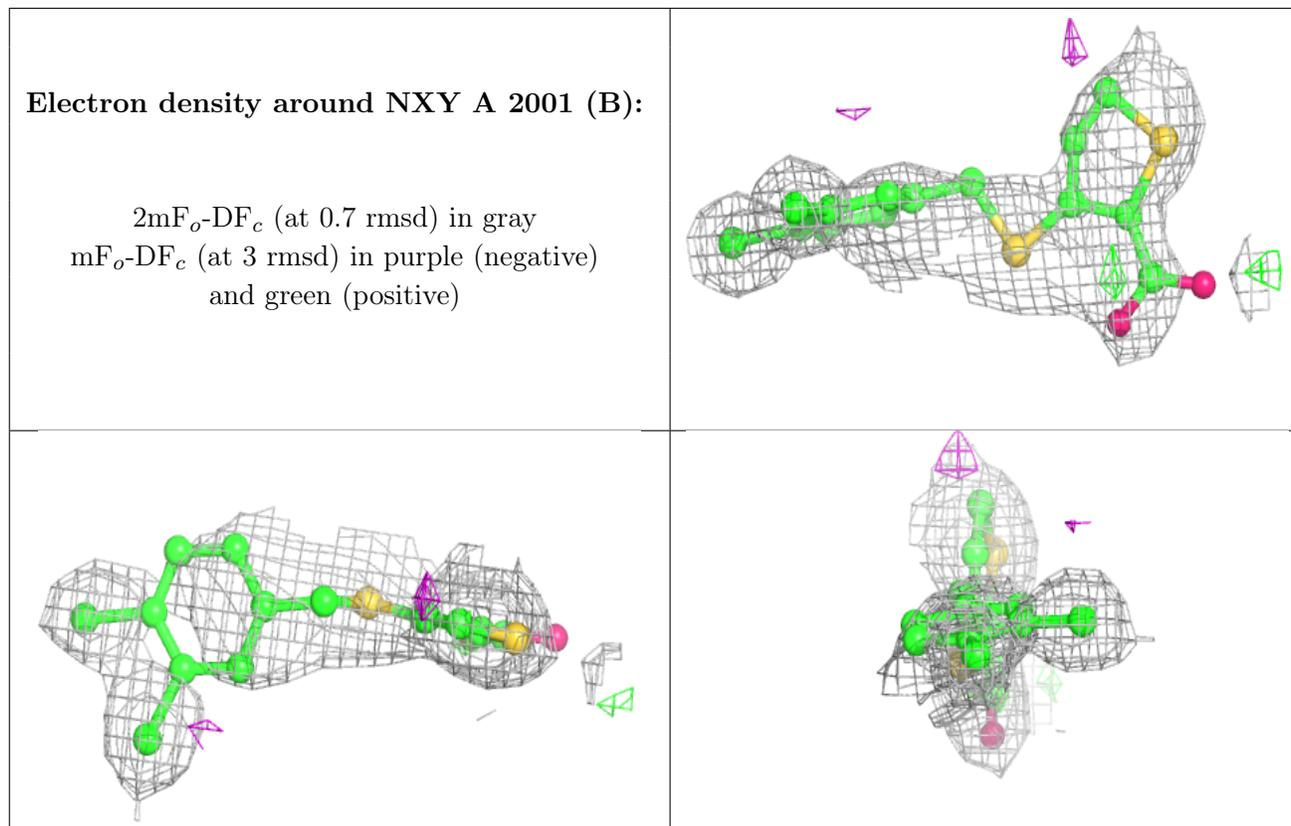 Electron density around NXY A 2001 (B):
2mFo-DFc (at 0.7 rmsd) in gray
mFo-DFc (at 3 rmsd) in purple (negative)
and green (positive)